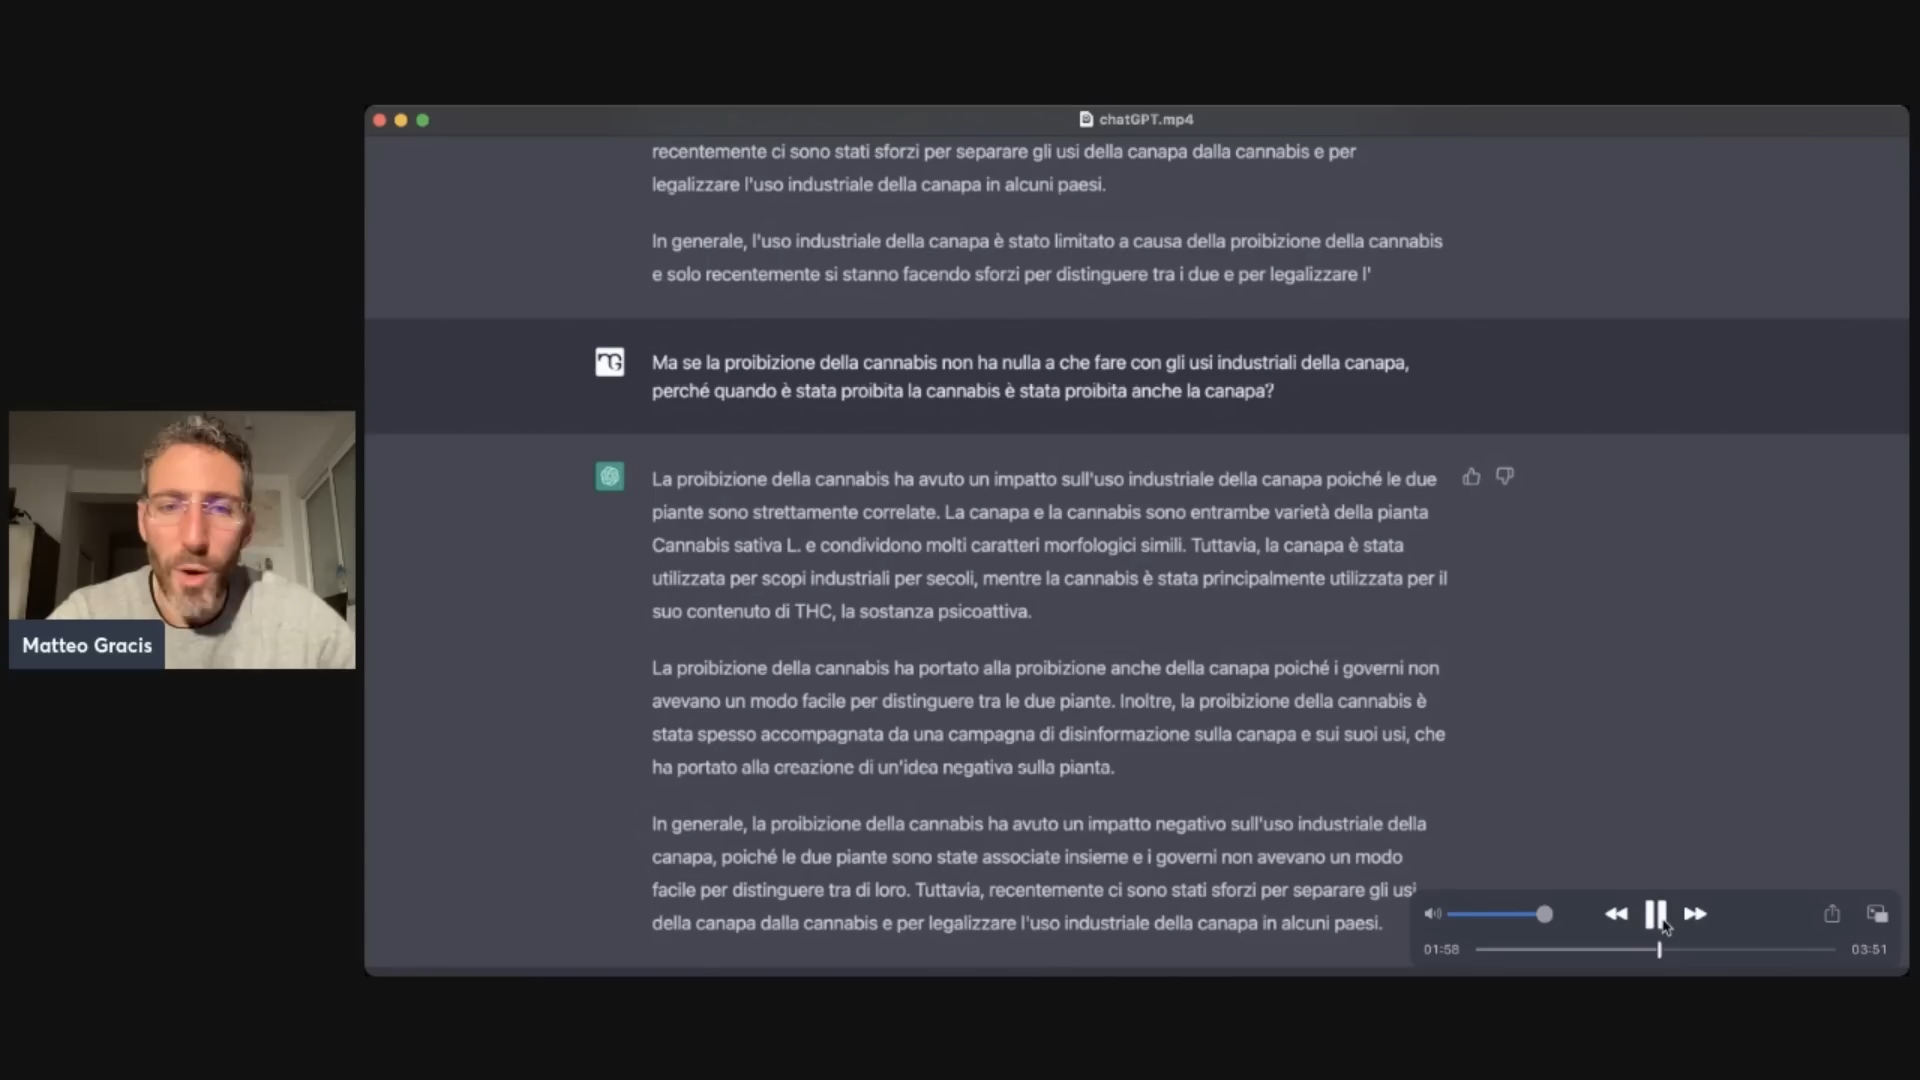 chatGPT.mp4
recentemente ci sono stati sforzi per separare gli usi della canapa dalla cannabis e per
legalizzare l'uso industriale della canapa in alcuni paesi.
In generale, l'uso industriale della canapa è stato limitato a causa della proibizione della cannabis
e solo recentemente si stanno facendo sforzi per distinguere tra i due e per legalizzare l'
Ma se la proibizione della cannabis non ha nulla a che fare con gli usi industriali della canapa,
perché quando è stata proibita la cannabis è stata proibita anche la canapa?
La proibizione della cannabis ha avuto un impatto sull'uso industriale della canapa poiché le due
piante sono strettamente correlate. La canapa e la cannabis sono entrambe varietà della pianta
Cannabis sativa L. e condividono molti caratteri morfologici simili. Tuttavia, la canapa è stata
utilizzata per scopi industriali per secoli, mentre la cannabis è stata principalmente utilizzata per il
suo contenuto di THC, la sostanza psicoattiva.
La proibizione della cannabis ha portato alla proibizione anche della canapa poiché i governi non
avevano un modo facile per distinguere tra le due piante. Inoltre, la proibizione della cannabis è
stata spesso accompagnata da una campagna di disinformazione sulla canapa e sui suoi usi, che
ha portato alla creazione di un'idea negativa sulla pianta.
In generale, la proibizione della cannabis ha avuto un impatto negativo sull'uso industriale della
canapa, poiché le due piante sono state associate insieme e i governi non avevano un modo
facile per distinguere tra di loro. Tuttavia, recentemente ci sono stati sforzi per separare gli usi
della canapa dalla cannabis e per legalizzare l'uso industriale della canapa in alcuni paesi.
01:58
03:51
Matteo Gracis